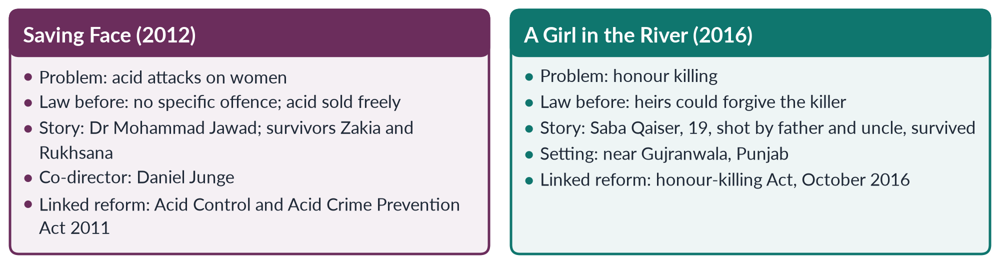 Saving Face (2012)
• Problem: acid attacks on women
• Law before: no specific offence; acid sold freely
• Story: Dr Mohammad Jawad; survivors Zakia and
Rukhsana
• Co-director: Daniel Junge
• Linked reform: Acid Control and Acid Crime Prevention
Act 2011
A Girl in the River (2016)
• Problem: honour killing
• Law before: heirs could forgive the killer
• Story: Saba Qaiser, 19, shot by father and uncle, survived
• Setting: near Gujranwala, Punjab
• Linked reform: honour-killing Act, October 2016